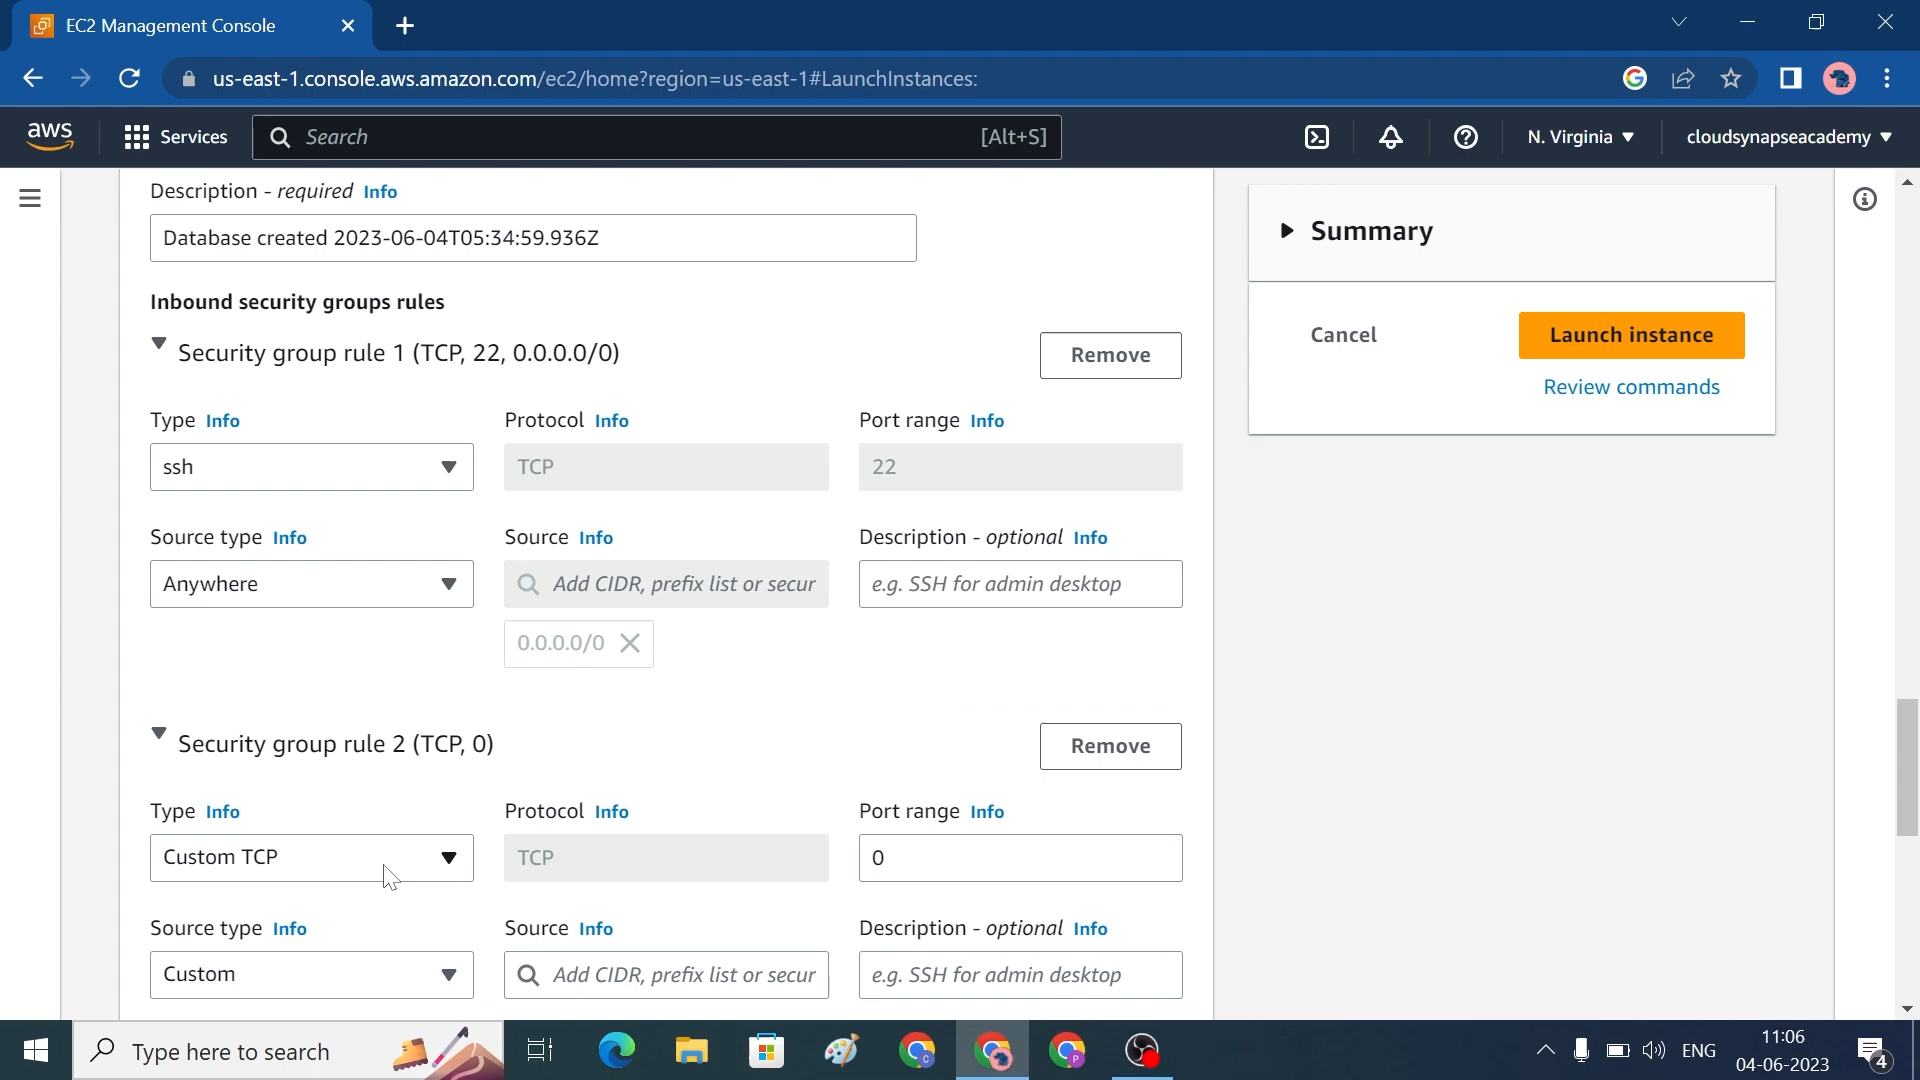 EC2 Management Console
us-east-1.console.aws.amazon.com/ec2/home?region=us-east-1#LaunchInstances:
aws
Services
Search
[Alt+S]
N. Virginia
cloudsynapseacademy
Description - required Info
Database created 2023-06-04T05:34:59.936Z
Inbound security groups rules
Security group rule 1 (TCP, 22, 0.0.0.0/0)
Remove
Type Info
Protocol Info
Port range Info
ssh
TCP
22
Source type Info
Source Info
Description - optional Info
Anywhere
Add CIDR, prefix list or secur
e.g. SSH for admin desktop
0.0.0.0/0
Security group rule 2 (TCP, 0)
Remove
Type Info
Protocol Info
Port range Info
Custom TCP
TCP
0
Source type Info
Source Info
Description - optional Info
Custom
Add CIDR, prefix list or secur
e.g. SSH for admin desktop
Summary
Cancel
Launch instance
Review commands
Type here to search
C
P
ENG
11:06
04-06-2023
4